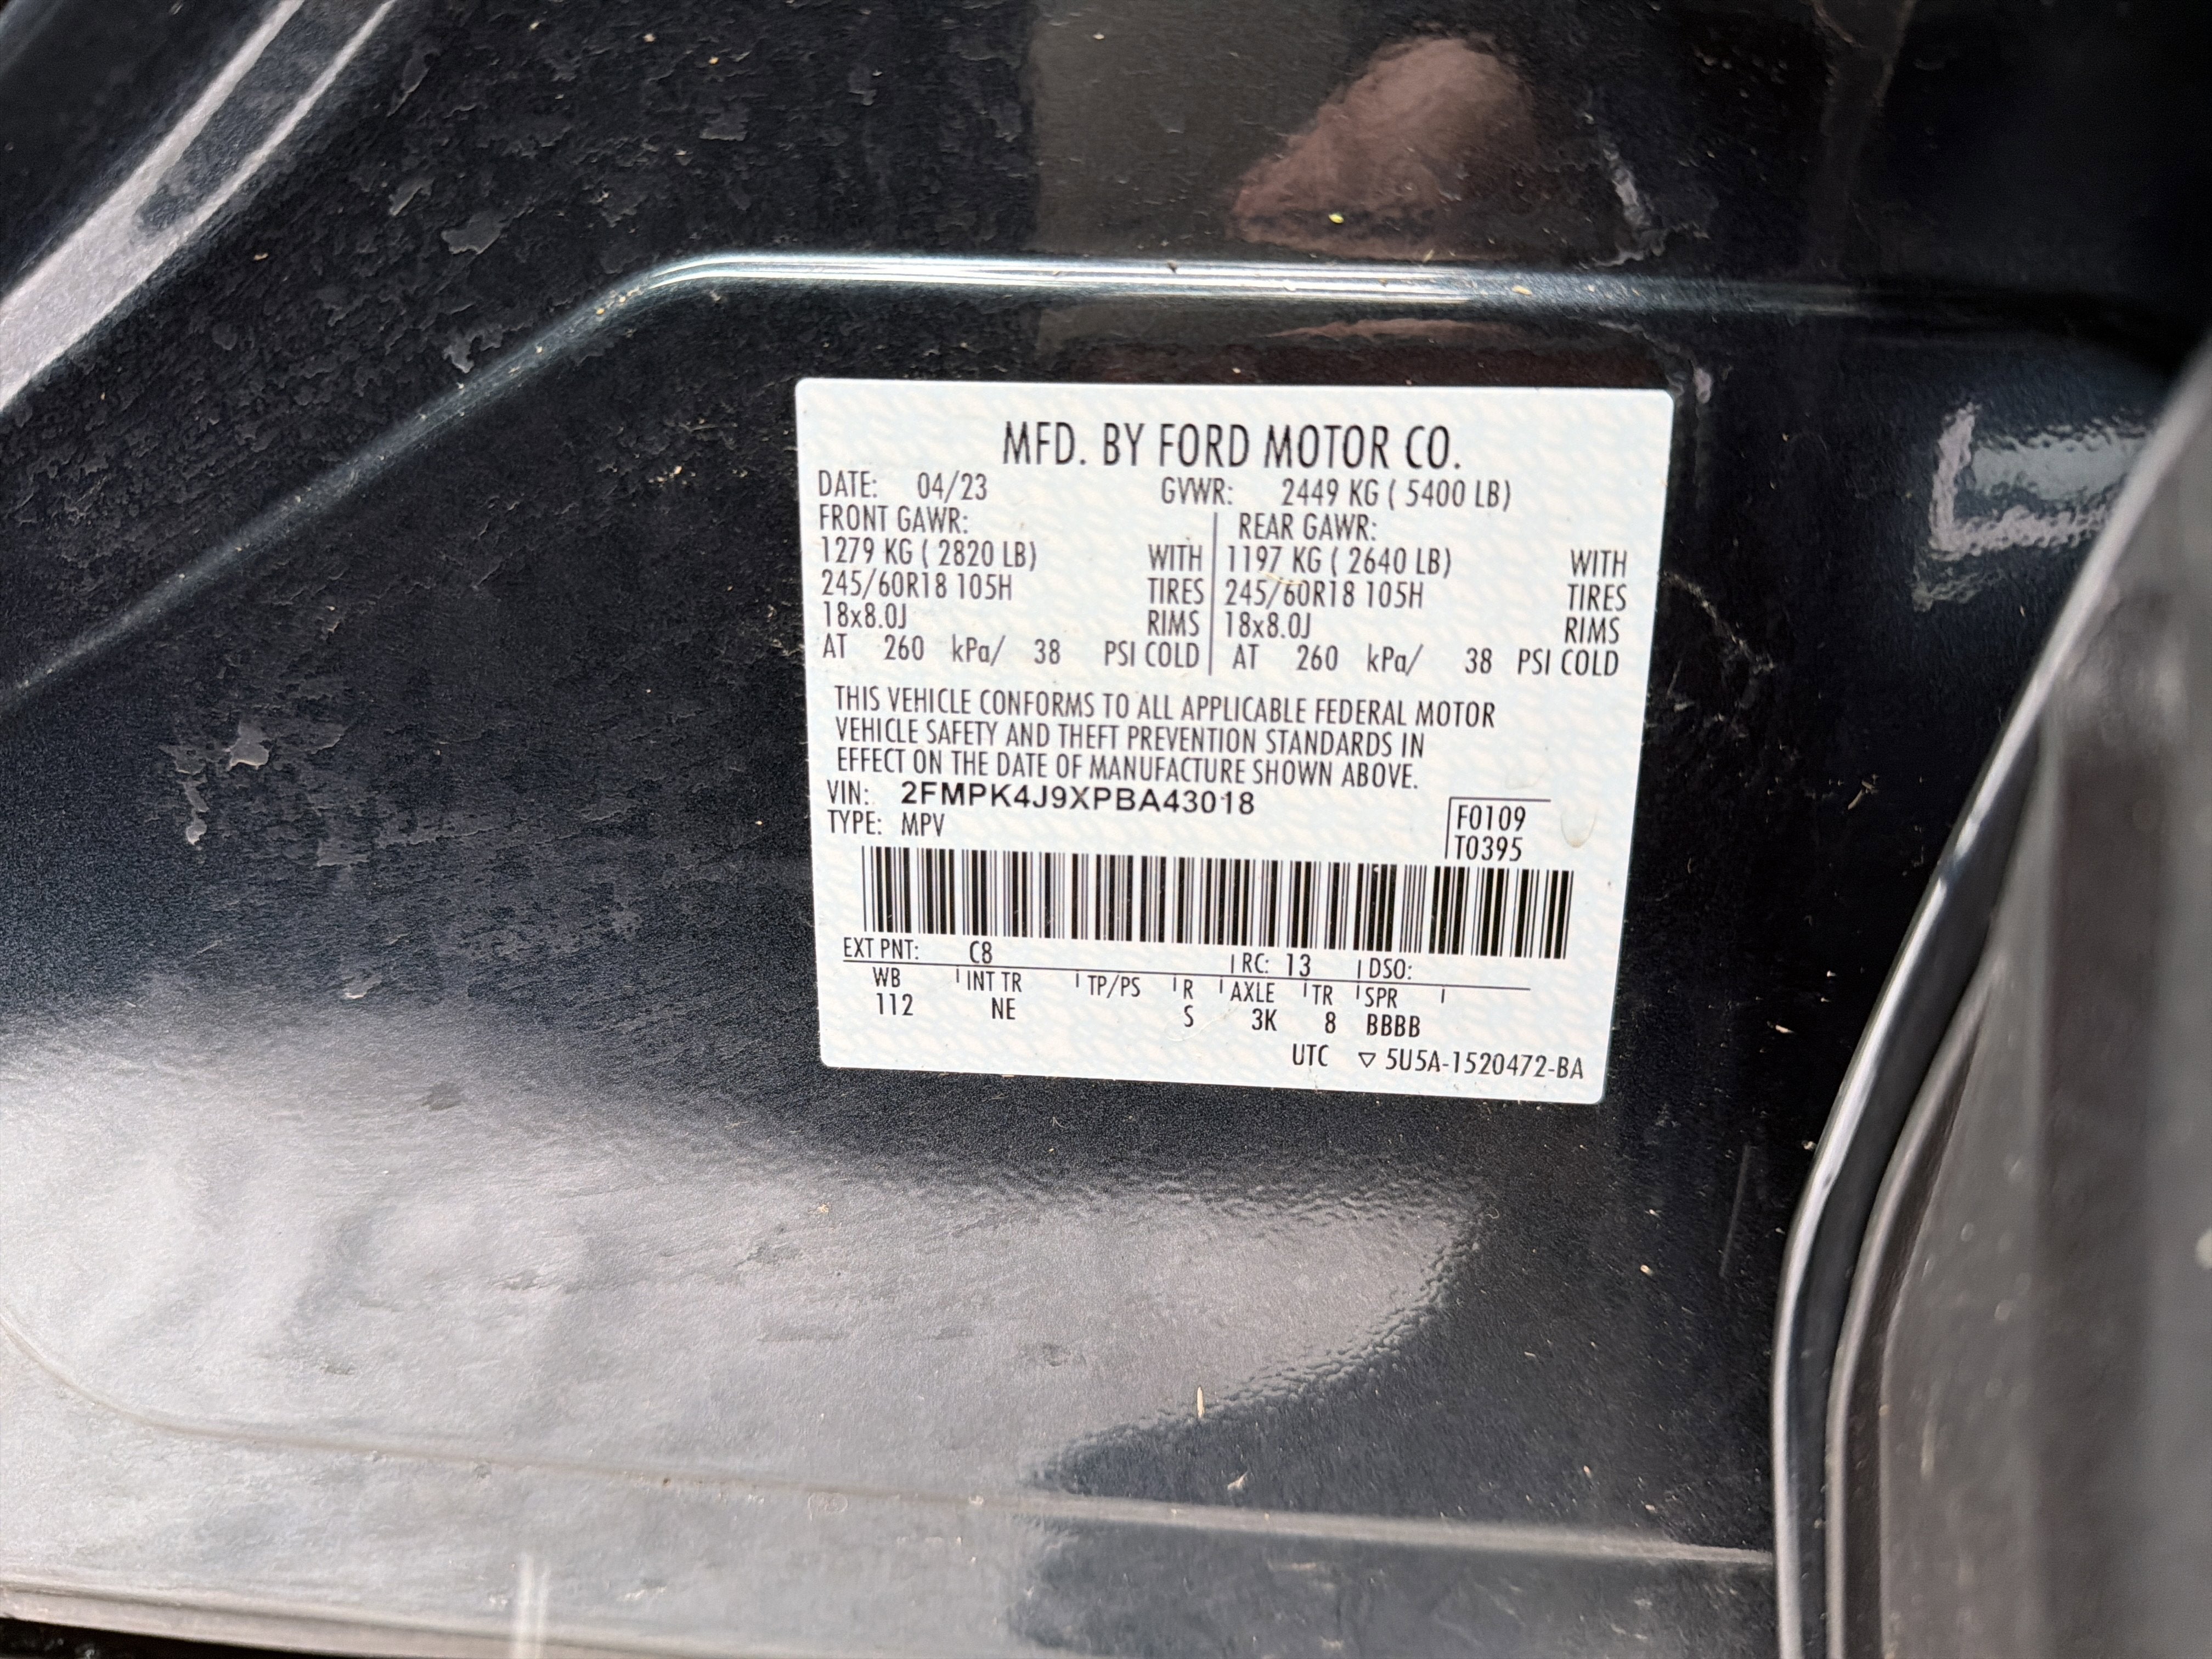 MFD. BY FORD MOTOR CO.
DATE: 04/23 GVWR: 2449 KG ( 5400 LB)
FRONT GAWR: REAR GAWR:
1279 KG ( 2820 LB) WITH 1197 KG ( 2640 LB) WITH
245/60R18 105H TIRES 245/60R18 105H TIRES
18x8.0J RIMS 18x8.0J RIMS
AT 260 kPa/ 38 PSI COLD AT 260 kPa/ 38 PSI COLD
THIS VEHICLE CONFORMS TO ALL APPLICABLE FEDERAL MOTOR
VEHICLE SAFETY AND THEFT PREVENTION STANDARDS IN
EFFECT ON THE DATE OF MANUFACTURE SHOWN ABOVE.
VIN: 2FMPK4J9XPBA43018 F0109
TYPE: MPV T0395
EXT PNT: C8 RC: 13 DSO:
WB INT TR TP/PS R AXLE TR SPR
112 NE S 3K 8 BBBB
UTC ▽ 5U5A-1520472-BA